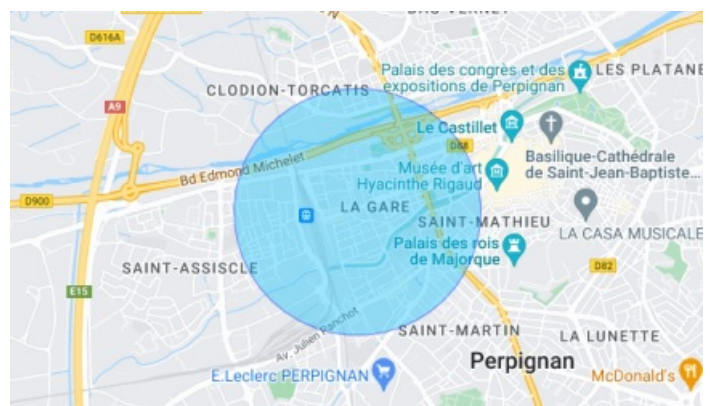 BAS-VERNET
D616A
N
Palais des congrès et des
expositions de Perpignan
LES PLATANE
CLODION-TORCATIS
A9
Le Castillet
D88
Bd Edmond Michelet
Basilique-Cathédrale
de Saint-Jean-Baptiste...
Musée d'art
Hyacinthe Rigaud
D900
LA GARE
SAINT-MATHIEU
LA CASA MUSICALE
Palais des rois
de Majorque
SAINT-ASSISCLE
D82
E15
Av. Julien Panchot
SAINT-MARTIN
LA LUNETTE
Perpignan
E.Leclerc PERPIGNAN
McDonald's